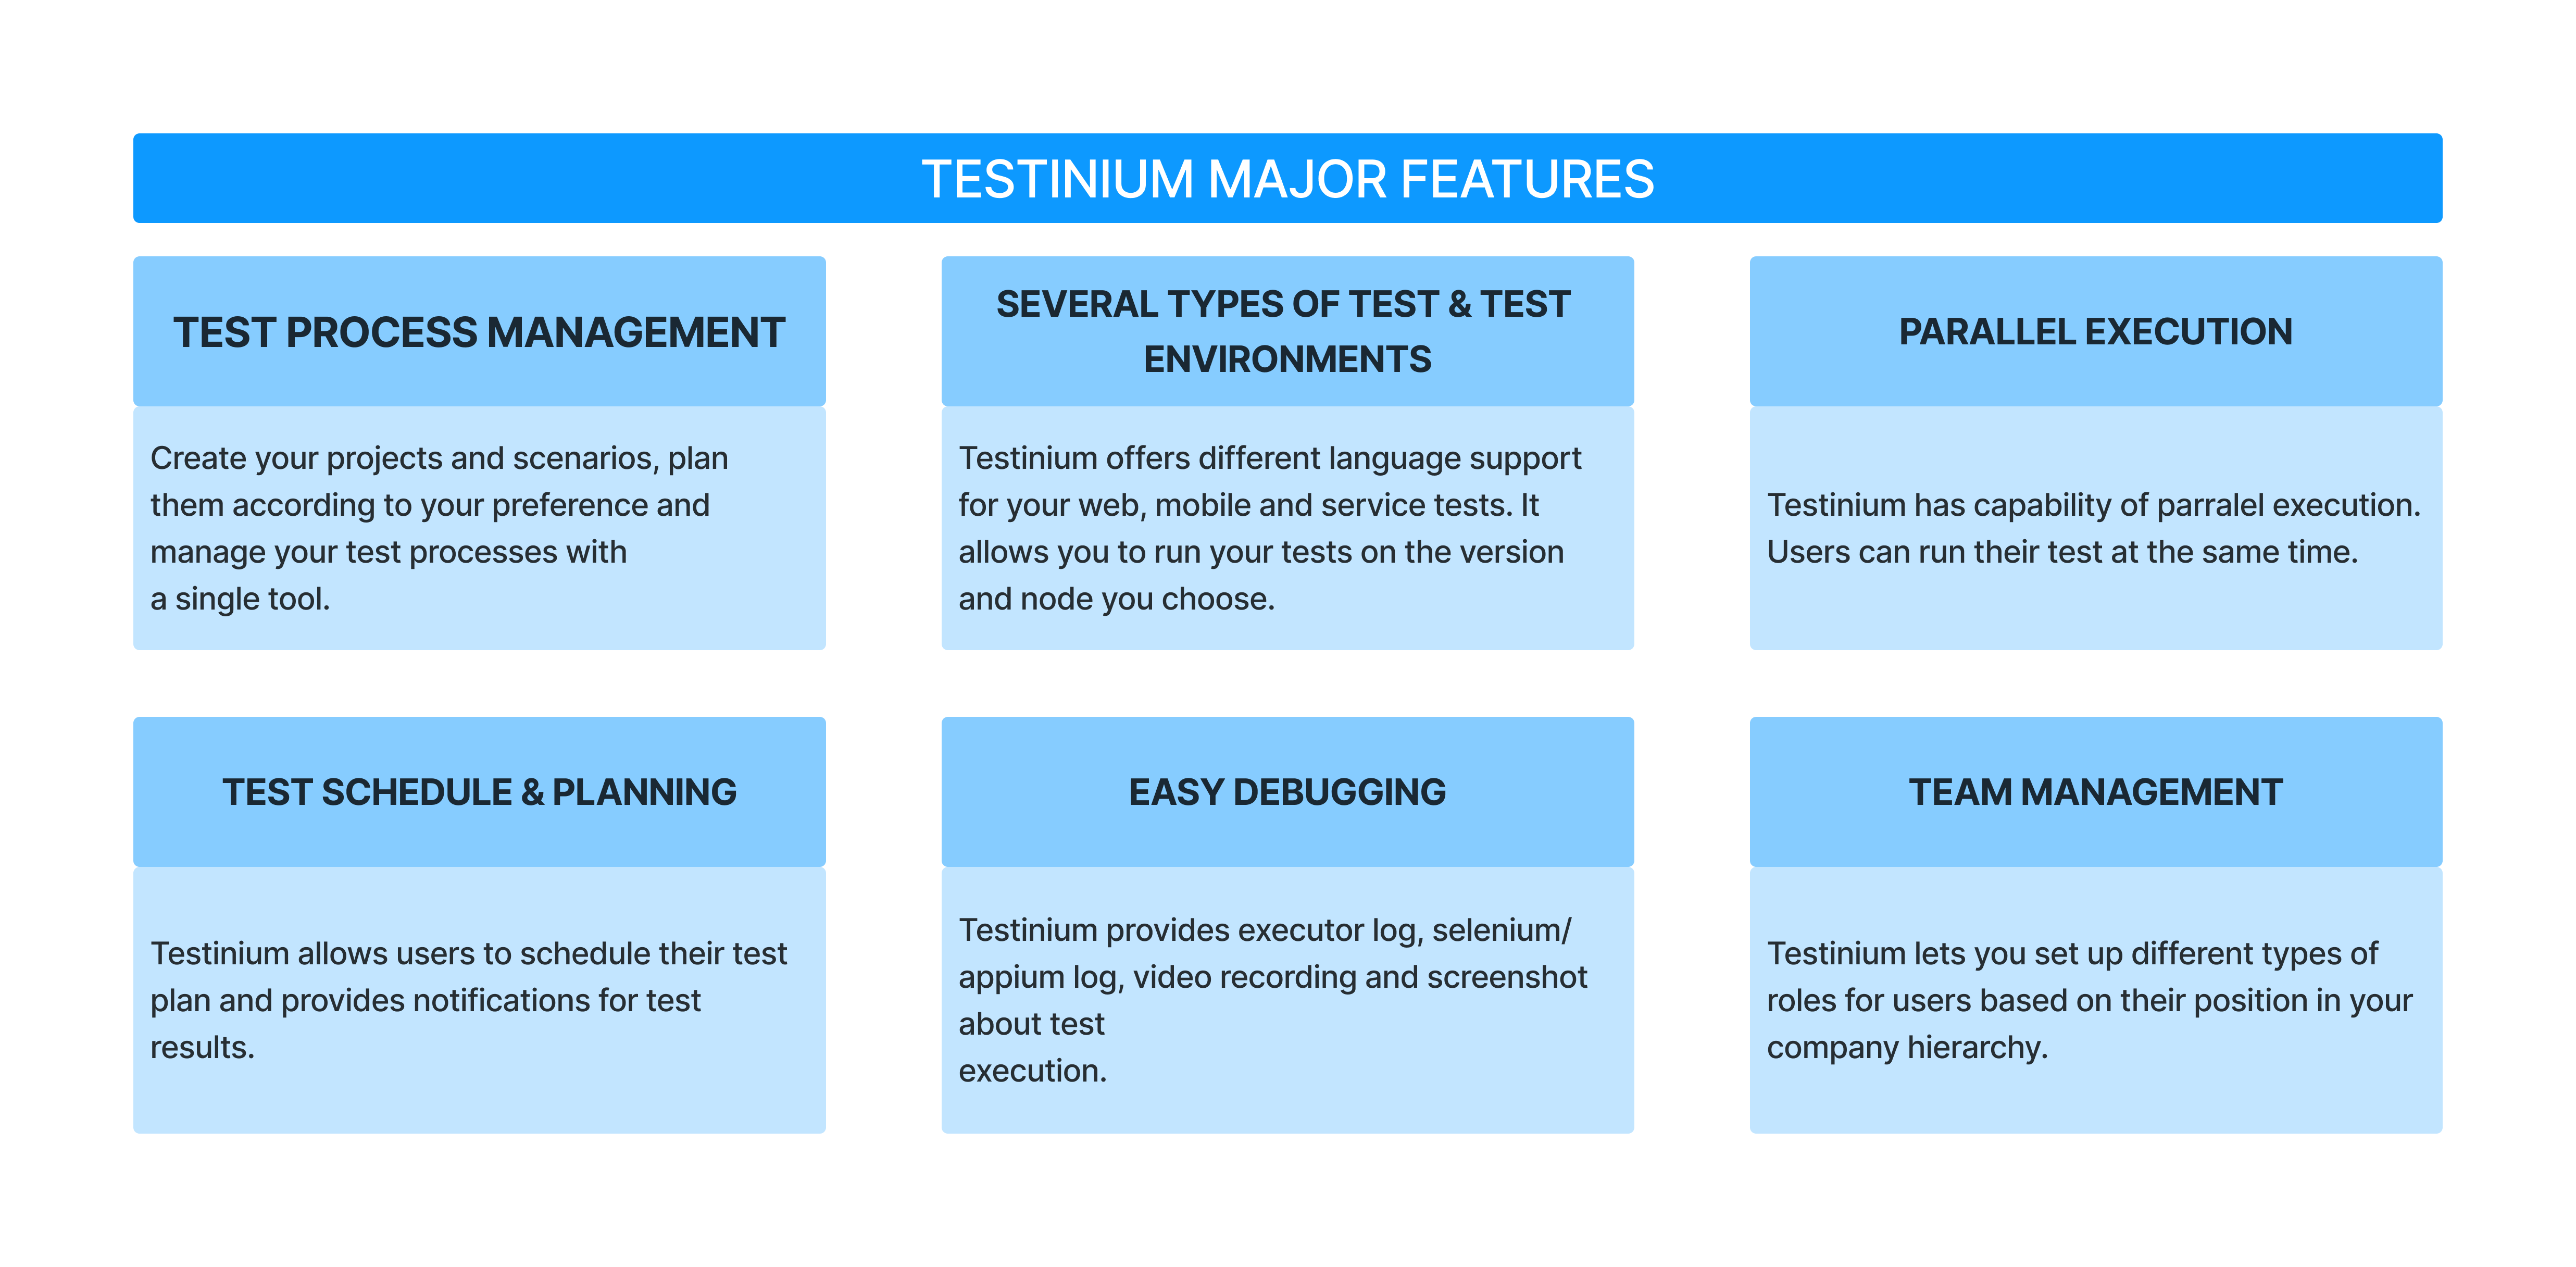 TESTINIUM MAJOR FEATURES
TEST PROCESS MANAGEMENT
Create your projects and scenarios, plan
them according to your preference and
manage your test processes with
a single tool.
SEVERAL TYPES OF TEST & TEST
ENVIRONMENTS
Testinium offers different language support
for your web, mobile and service tests. It
allows you to run your tests on the version
and node you choose.
PARALLEL EXECUTION
Testinium has capability of parralel execution.
Users can run their test at the same time.
TEST SCHEDULE & PLANNING
Testinium allows users to schedule their test
plan and provides notifications for test
results.
EASY DEBUGGING
Testinium provides executor log, selenium/
appium log, video recording and screenshot
about test
execution.
TEAM MANAGEMENT
Testinium lets you set up different types of
roles for users based on their position in your
company hierarchy.